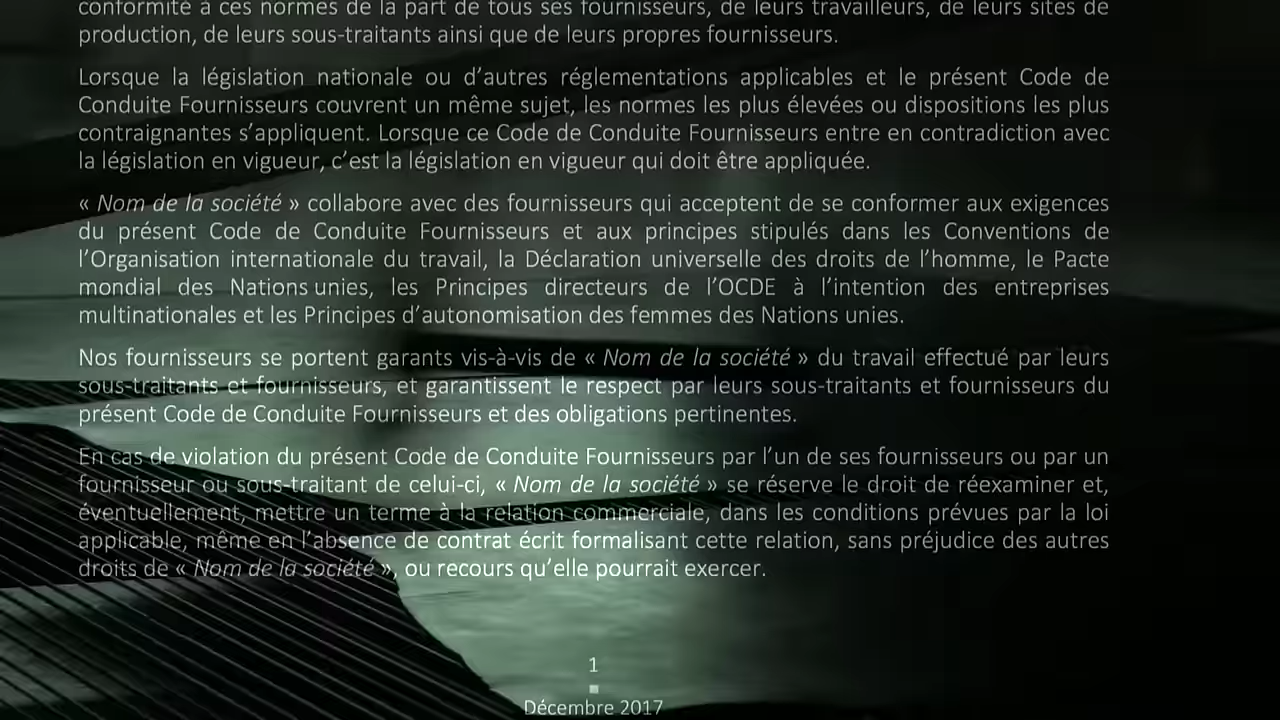 conformité à ces normes de la part de tous ses fournisseurs, de leurs travailleurs, de leurs sites de
production, de leurs sous-traitants ainsi que de leurs propres fournisseurs.
Lorsque la législation nationale ou d’autres réglementations applicables et le présent Code de
Conduite Fournisseurs couvrent un même sujet, les normes les plus élevées ou dispositions les plus
contraignantes s’appliquent. Lorsque ce Code de Conduite Fournisseurs entre en contradiction avec
la législation en vigueur, c’est la législation en vigueur qui doit être appliquée.
« Nom de la société » collabore avec des fournisseurs qui acceptent de se conformer aux exigences
du présent Code de Conduite Fournisseurs et aux principes stipulés dans les Conventions de
l’Organisation internationale du travail, la Déclaration universelle des droits de l’homme, le Pacte
mondial des Nations unies, les Principes directeurs de l’OCDE à l’intention des entreprises
multinationales et les Principes d’autonomisation des femmes des Nations unies.
Nos fournisseurs se portent garants vis-à-vis de « Nom de la société » du travail effectué par leurs
sous-traitants et fournisseurs, et garantissent le respect par leurs sous-traitants et fournisseurs du
présent Code de Conduite Fournisseurs et des obligations pertinentes.
En cas de violation du présent Code de Conduite Fournisseurs par l’un de ses fournisseurs ou par un
fournisseur ou sous-traitant de celui-ci, « Nom de la société » se réserve le droit de réexaminer et,
éventuellement, mettre un terme à la relation commerciale, dans les conditions prévues par la loi
applicable, même en l’absence de contrat écrit formalisant cette relation, sans préjudice des autres
droits de « Nom de la société », ou recours qu’elle pourrait exercer.
1
Décembre 2017